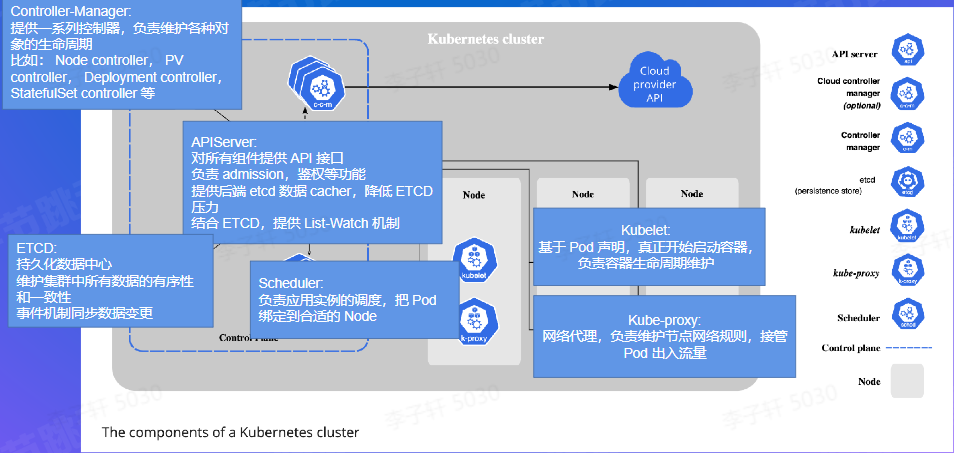 Controller-Manager:
提供一系列控制器，负责维护各种对
象的生命周期
比如： Node controller， PV
controller， Deployment controller，
StatefulSet controller 等
Kubernetes cluster
c-c-m
Cloud
provider
API
APIServer:
对所有组件提供 API 接口
负责 admission，鉴权等功能
提供后端 etcd 数据 cacher，降低 ETCD
压力
结合 ETCD，提供 List-Watch 机制
ETCD:
持久化数据中心
维护集群中所有数据的有序性
和一致性
事件机制同步数据变更
Scheduler:
负责应用实例的调度，把 Pod
绑定到合适的 Node
Control Plane
Node
Node
Node
kubelet
k-proxy
Kubelet:
基于 Pod 声明，真正开始启动容器，
负责容器生命周期维护
Kube-proxy:
网络代理，负责维护节点网络规则，接管
Pod 出入流量
API server
api
Cloud controller
manager
(optional)
c-c-m
Controller
manager
c-m
etcd
(persistence store)
etcd
kubelet
kubelet
kube-proxy
k-proxy
Scheduler
sched
Control plane
Node
The components of a Kubernetes cluster
李子轩 5030
李子轩 5030
李子轩 5030